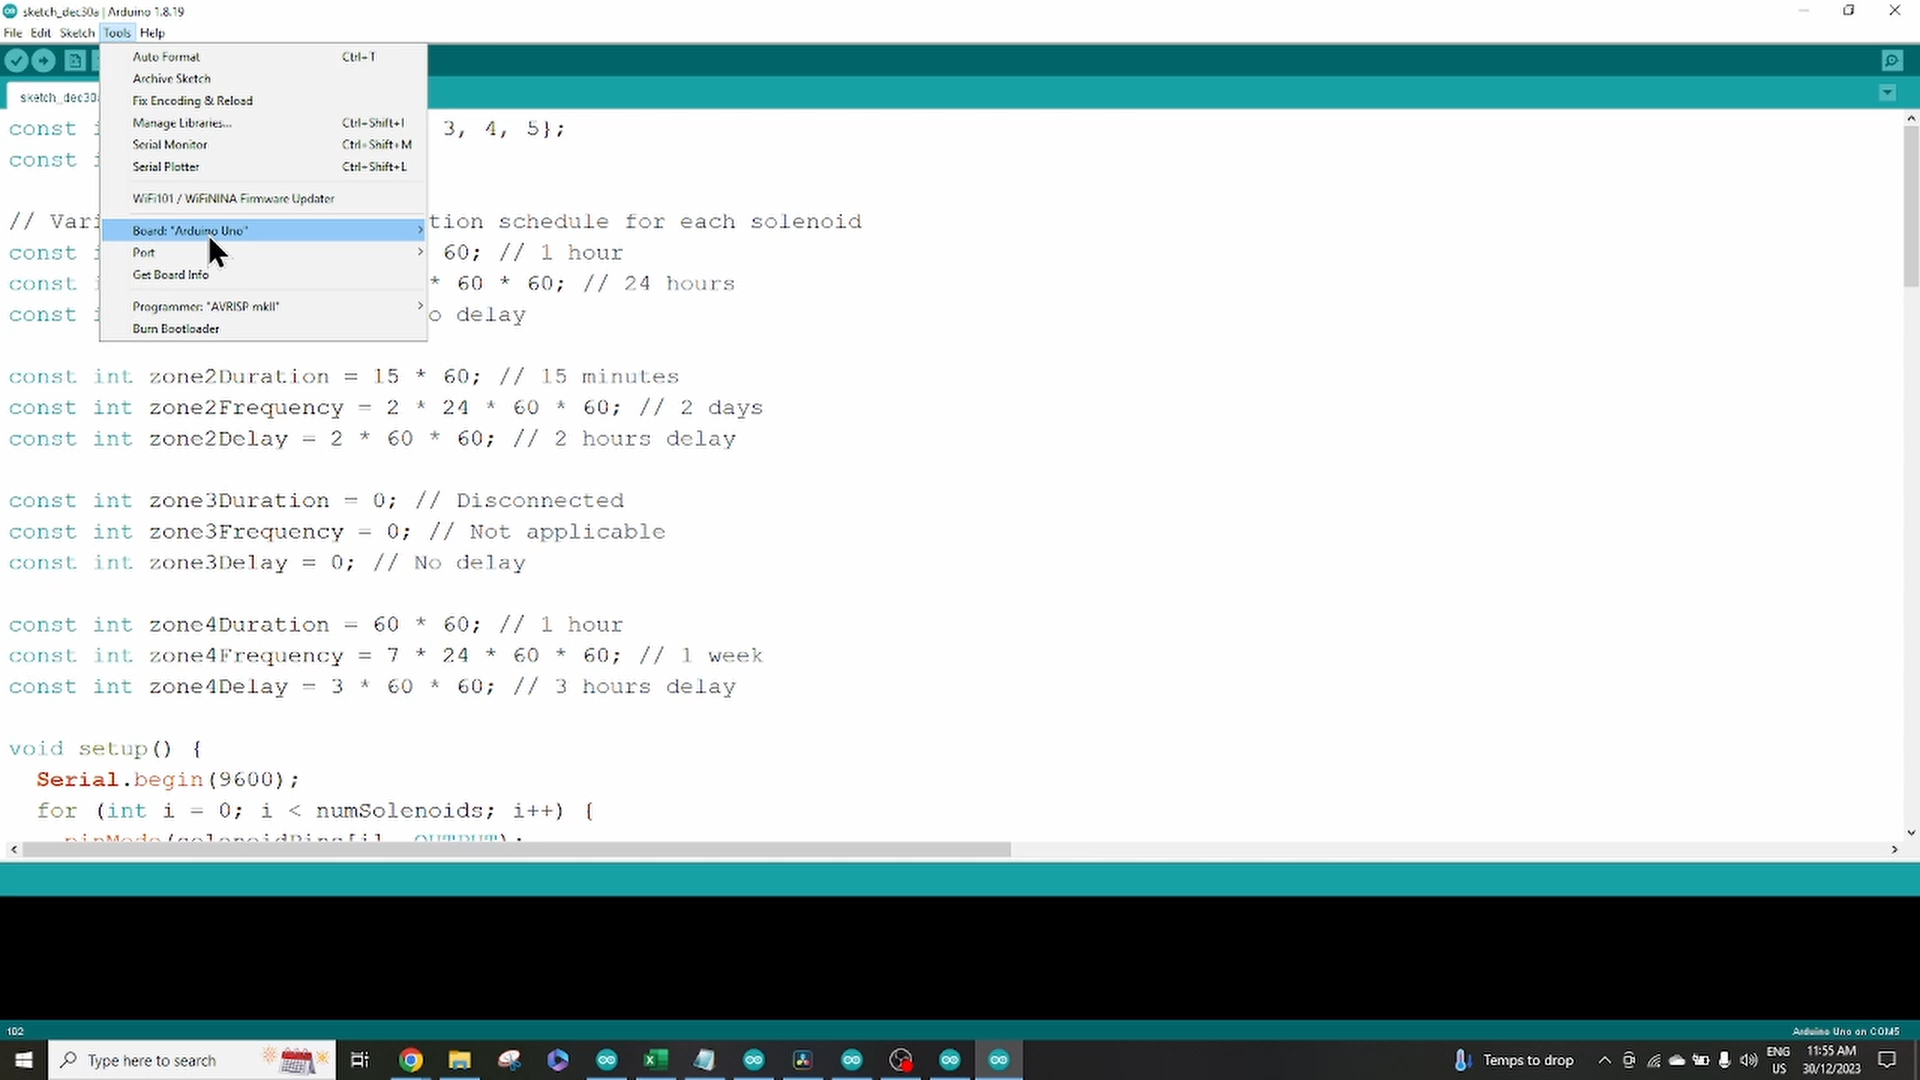 sketch_dec30a | Arduino 1.8.19
File Edit Sketch Tools Help
Auto Format Ctrl+T
Archive Sketch
Fix Encoding & Reload
Manage Libraries... Ctrl+Shift+I
Serial Monitor Ctrl+Shift+M
Serial Plotter Ctrl+Shift+L
WiFi101 / WiFiNINA Firmware Updater
Board: "Arduino Uno"
Port
Get Board Info
Programmer: "AVRISP mkII"
Burn Bootloader
sketch_dec30a
const i 3, 4, 5};
const i
// Vari tion schedule for each solenoid
const i 60; // 1 hour
const i * 60 * 60; // 24 hours
const i o delay
const int zone2Duration = 15 * 60; // 15 minutes
const int zone2Frequency = 2 * 24 * 60 * 60; // 2 days
const int zone2Delay = 2 * 60 * 60; // 2 hours delay
const int zone3Duration = 0; // Disconnected
const int zone3Frequency = 0; // Not applicable
const int zone3Delay = 0; // No delay
const int zone4Duration = 60 * 60; // 1 hour
const int zone4Frequency = 7 * 24 * 60 * 60; // 1 week
const int zone4Delay = 3 * 60 * 60; // 3 hours delay
void setup() {
Serial.begin(9600);
for (int i = 0; i < numSolenoids; i++) {
pinMode(solenoidPins[i], OUTPUT);
102
Arduino Uno on COM5
Type here to search
Temps to drop
ENG
US
11:55 AM
30/12/2023